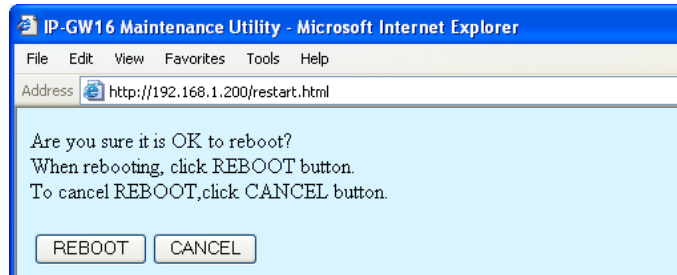 IP-GW16 Maintenance Utility - Microsoft Internet Explorer
File Edit View Favorites Tools Help
Address http://192.168.1.200/restart.html
Are you sure it is OK to reboot?
When rebooting, click REBOOT button.
To cancel REBOOT,click CANCEL button.
REBOOT CANCEL